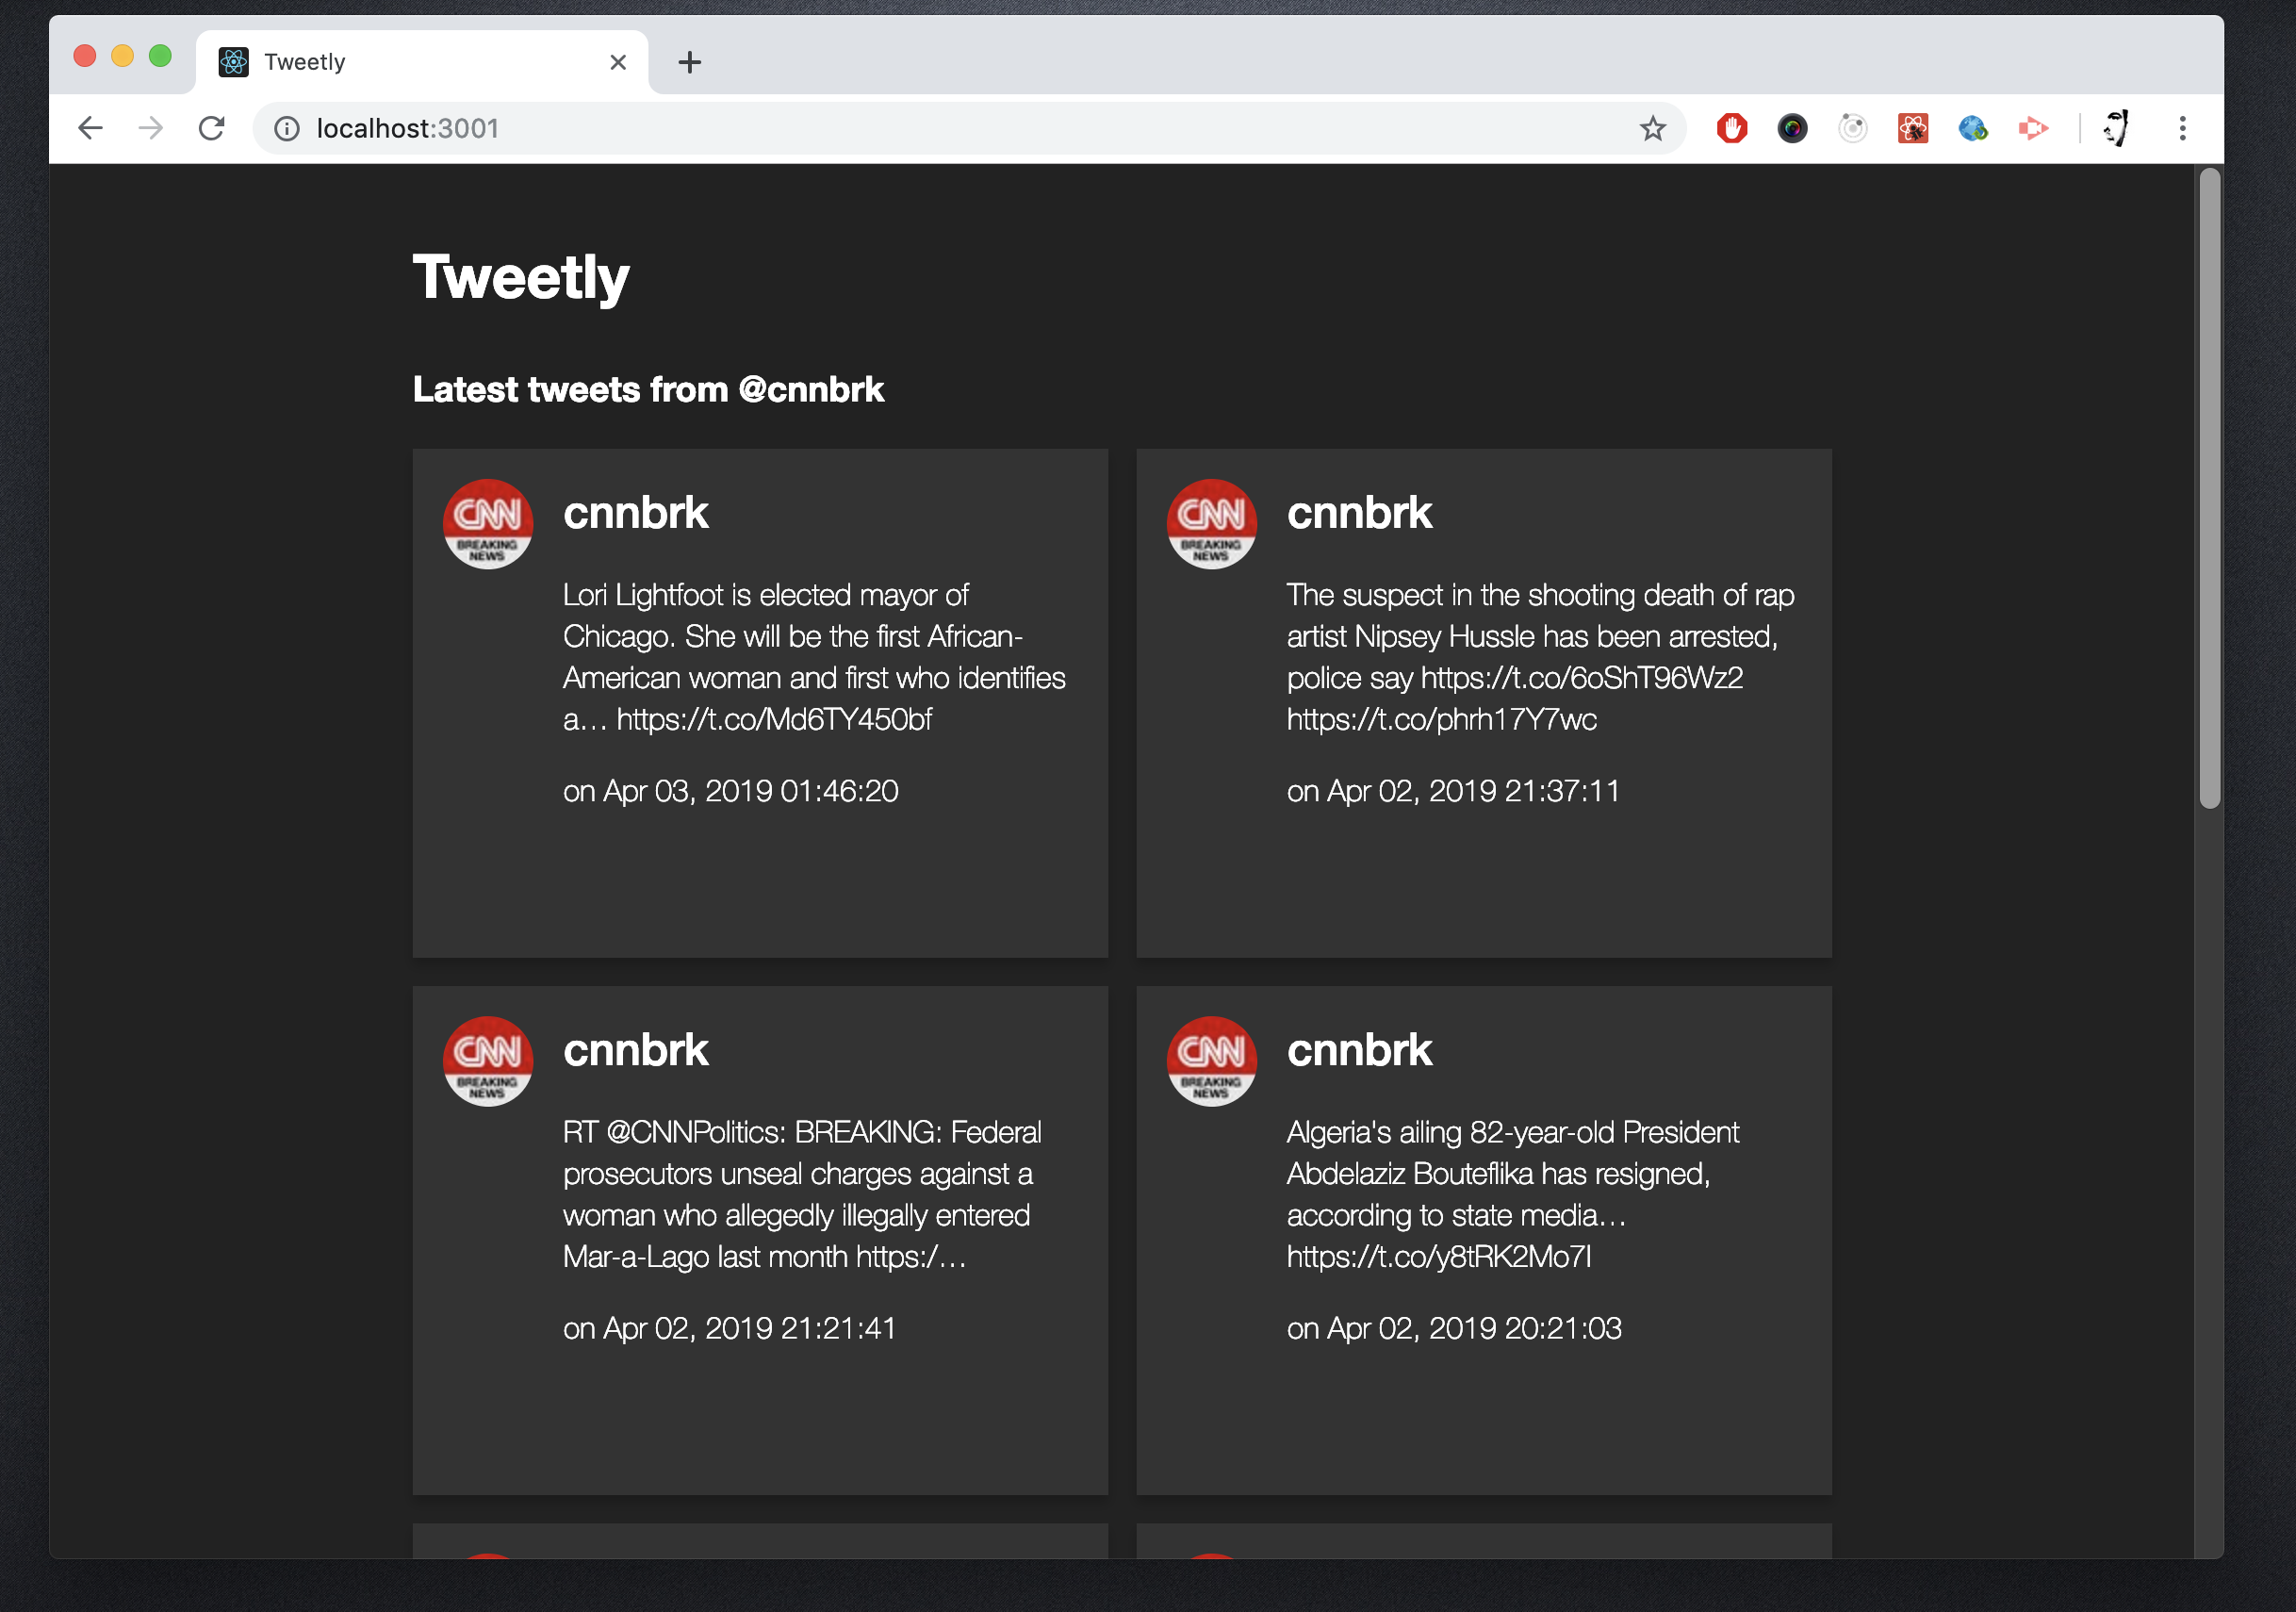 Tweetly
localhost:3001
Tweetly
Latest tweets from @cnnbrk
CNN
BREAKING
NEWS
cnnbrk
Lori Lightfoot is elected mayor of
Chicago. She will be the first African-
American woman and first who identifies
a… https://t.co/Md6TY450bf
on Apr 03, 2019 01:46:20
CNN
BREAKING
NEWS
cnnbrk
The suspect in the shooting death of rap
artist Nipsey Hussle has been arrested,
police say https://t.co/6oShT96Wz2
https://t.co/phrh17Y7wc
on Apr 02, 2019 21:37:11
CNN
BREAKING
NEWS
cnnbrk
RT @CNNPolitics: BREAKING: Federal
prosecutors unseal charges against a
woman who allegedly illegally entered
Mar-a-Lago last month https:/…
on Apr 02, 2019 21:21:41
CNN
BREAKING
NEWS
cnnbrk
Algeria's ailing 82-year-old President
Abdelaziz Bouteflika has resigned,
according to state media…
https://t.co/y8tRK2Mo7I
on Apr 02, 2019 20:21:03